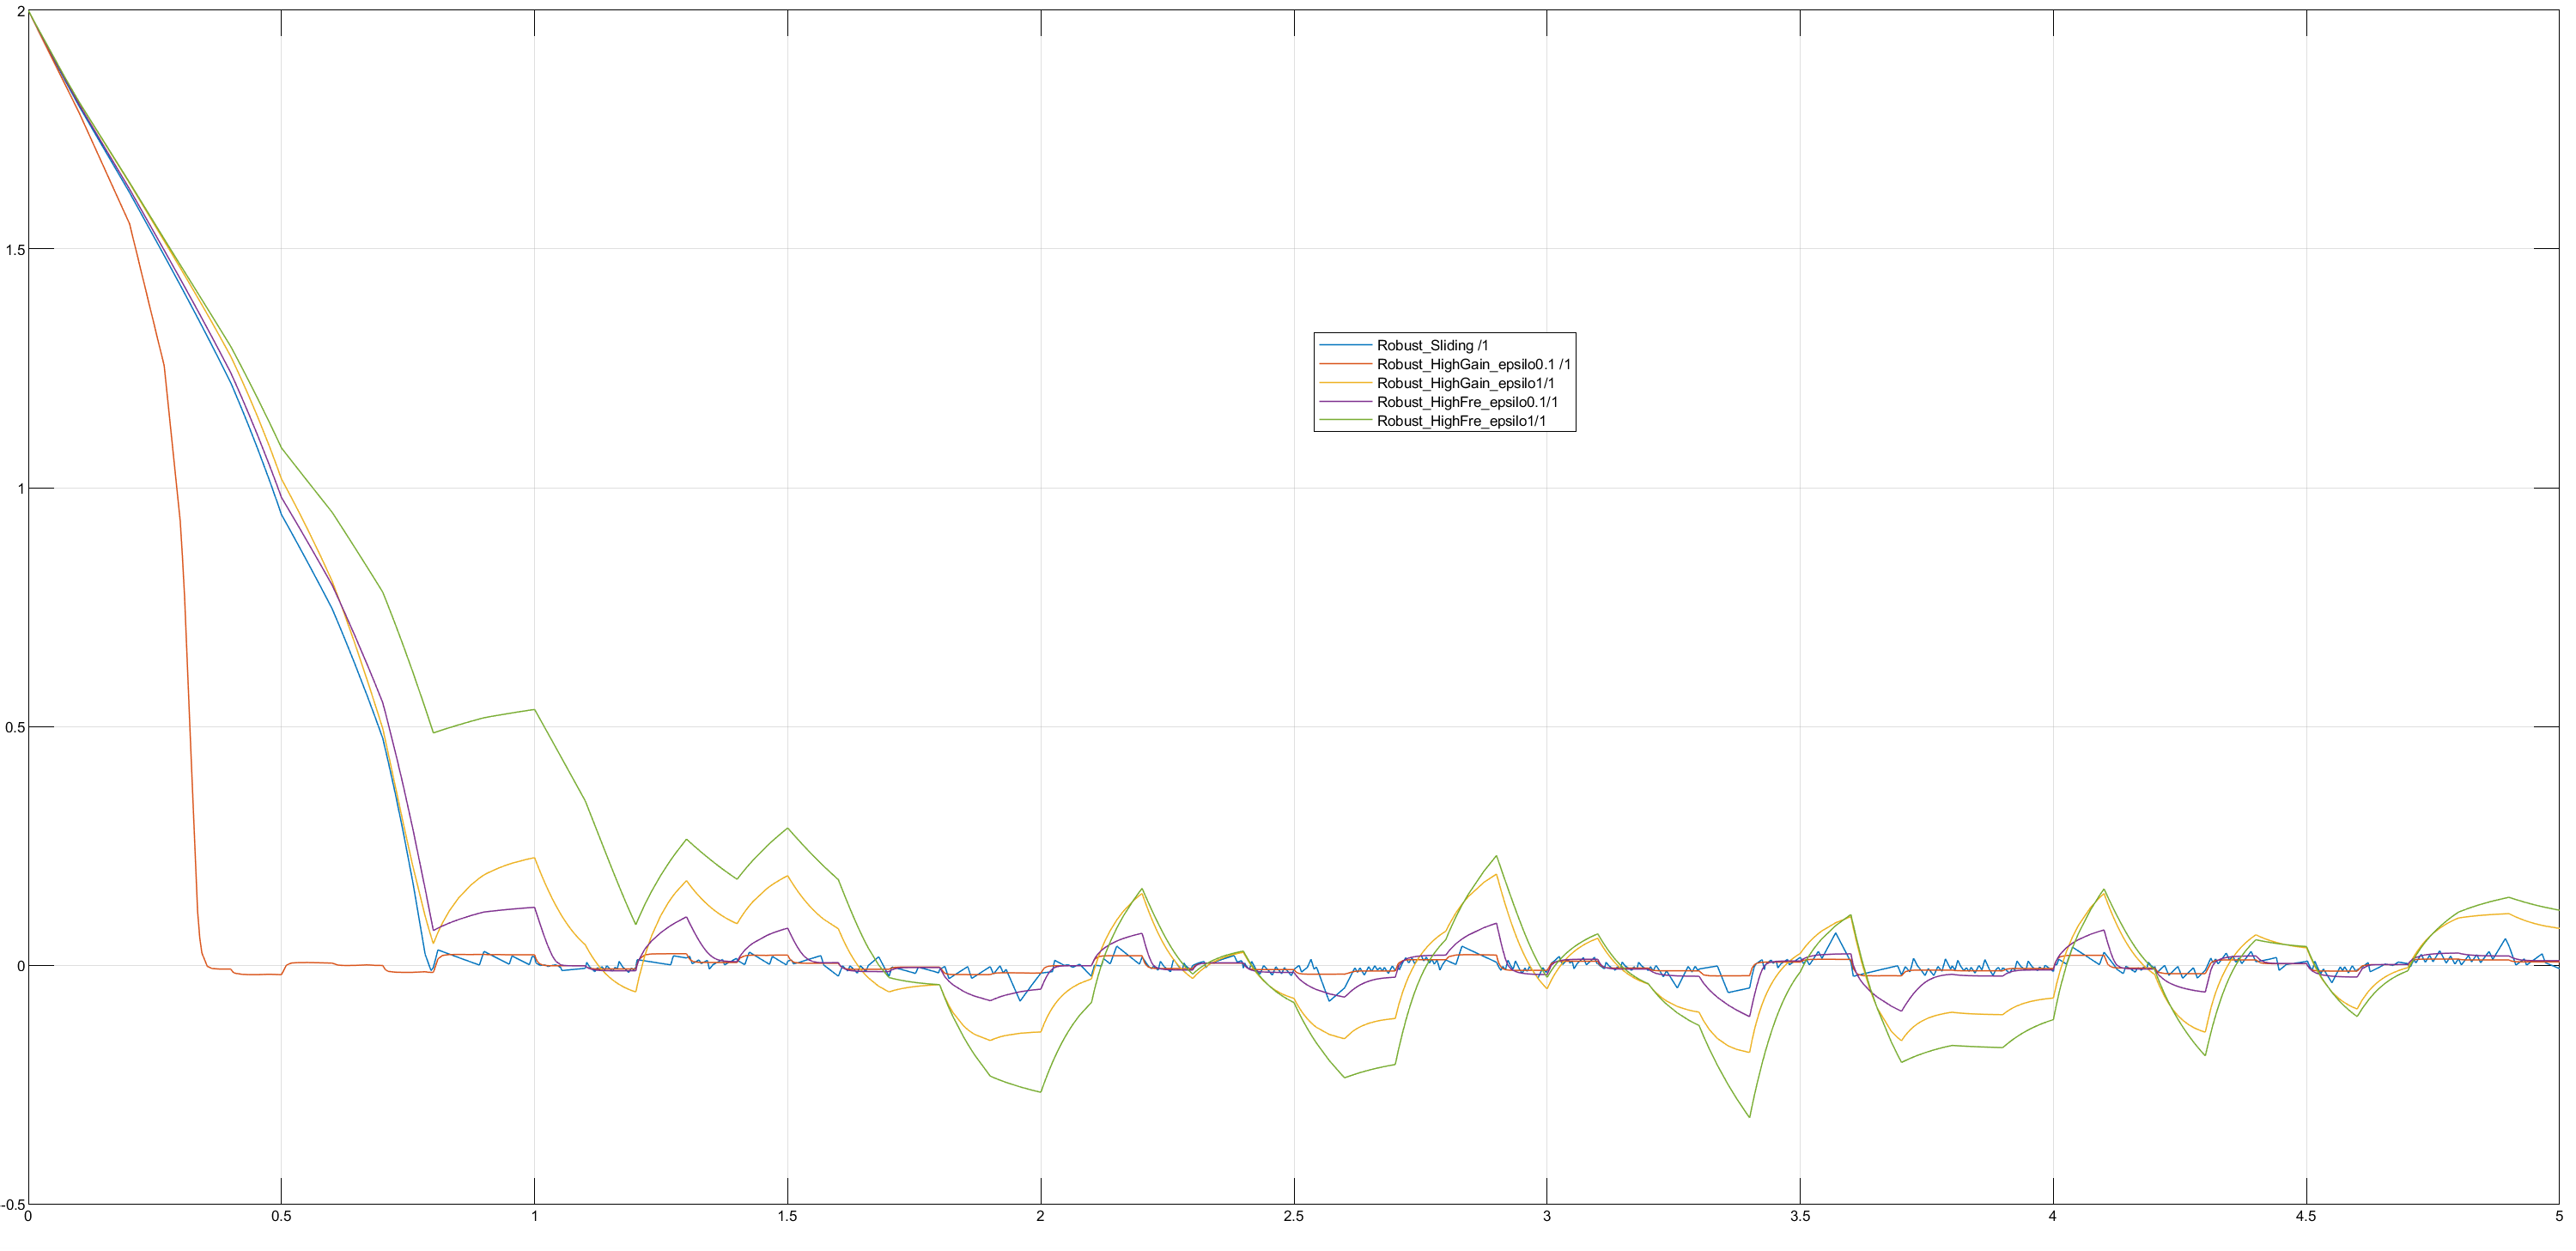 2
1.5
1
0.5
0
-0.5
Robust_Sliding /1
Robust_HighGain_epsilo0.1 /1
Robust_HighGain_epsilo1/1
Robust_HighFre_epsilo0.1/1
Robust_HighFre_epsilo1/1
0 0.5 1 1.5 2 2.5 3 3.5 4 4.5 5